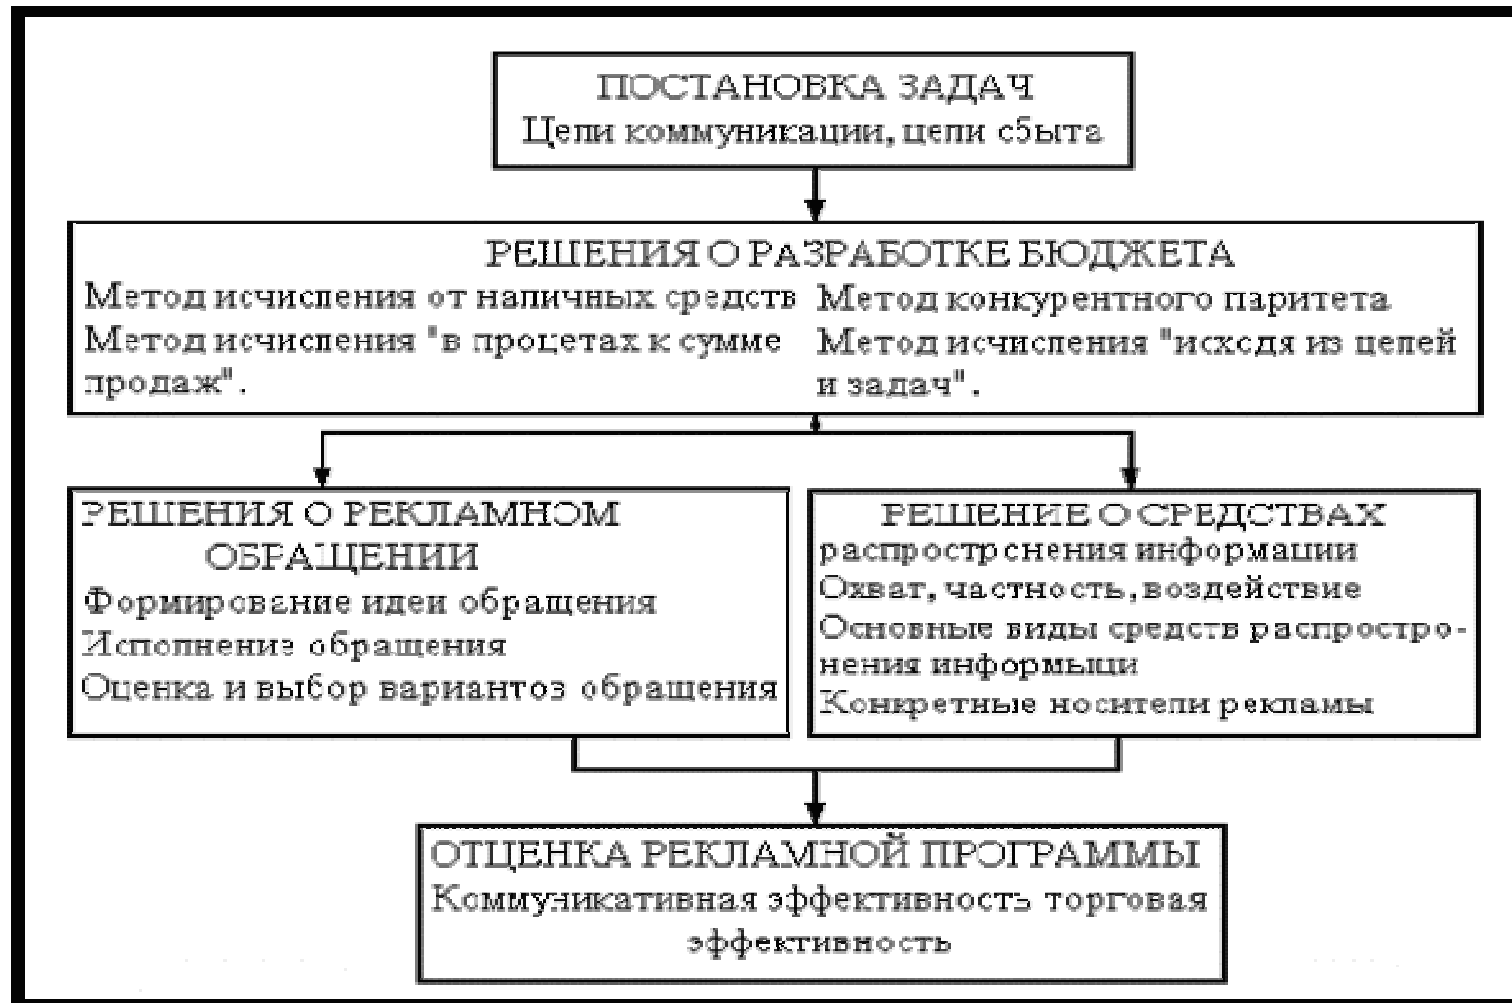 ПОСТАНОВКА ЗАДАЧ
Цели коммуникации, цели сбыта
РЕШЕНИЯ О РАЗРАБОТКЕ БЮДЖЕТА
Метод исчисления от наличных средств
Метод исчисления "в процетах к сумме
продаж".
Метод конкурентного паритета
Метод исчисления "исходя из целей
и задач".
РЕШЕНИЯ О РЕКЛАМНОМ
ОБРАЩЕНИИ
Формирование идеи обращения
Исполнение обращения
Оценка и выбор вариантов обращения
РЕШЕНИЕ О СРЕДСТВАХ
распростронения информации
Охват, частность, воздействие
Основные виды средств распростро-
нения информыци
Конкретные носители рекламы
ОТЦЕНКА РЕКЛАМНОЙ ПРОГРАММЫ
Коммуникативная эффективность торговая
эффективность